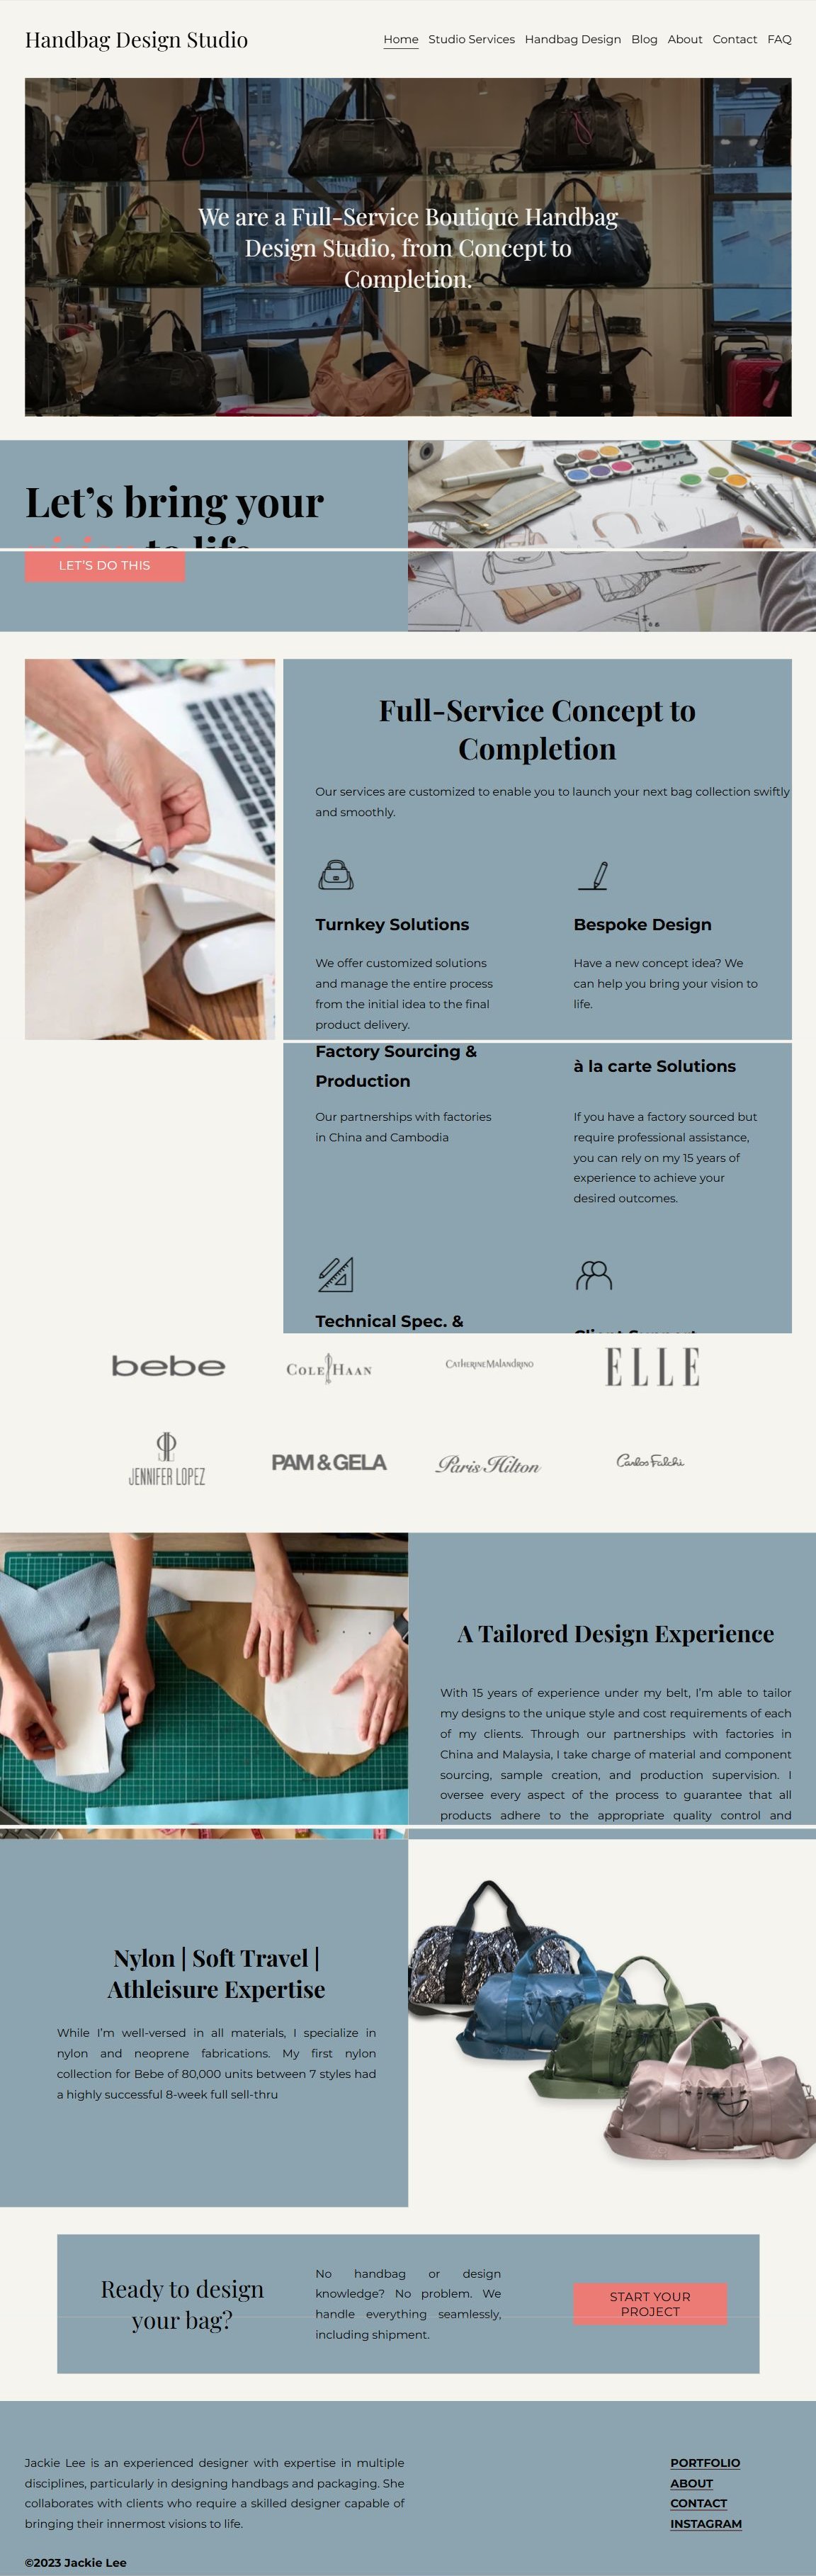 Handbag Design Studio
Home Studio Services Handbag Design Blog About Contact FAQ
We are a Full-Service Boutique Handbag
Design Studio, from Concept to
Completion.
Let's bring your
to life
LET'S DO THIS
Full-Service Concept to
Completion
Our services are customized to enable you to launch your next bag collection swiftly
and smoothly.
Turnkey Solutions
We offer customized solutions
and manage the entire process
from the initial idea to the final
product delivery.
Bespoke Design
Have a new concept idea? We
can help you bring your vision to
life.
Factory Sourcing &
Production
Our partnerships with factories
in China and Cambodia
à la carte Solutions
If you have a factory sourced but
require professional assistance,
you can rely on my 15 years of
experience to achieve your
desired outcomes.
Technical Spec. &
Client Support
bebe
COLE HAAN
CATHERINE MALANDRINO
ELLE
JENNIFER LOPEZ
PAM & GELA
Paris Hilton
Carlos Falchi
A Tailored Design Experience
With 15 years of experience under my belt, I'm able to tailor
my designs to the unique style and cost requirements of each
of my clients. Through our partnerships with factories in
China and Malaysia, I take charge of material and component
sourcing, sample creation, and production supervision. I
oversee every aspect of the process to guarantee that all
products adhere to the appropriate quality control and
Nylon | Soft Travel |
Athleisure Expertise
While I'm well-versed in all materials, I specialize in
nylon and neoprene fabrications. My first nylon
collection for Bebe of 80,000 units between 7 styles had
a highly successful 8-week full sell-thru
Ready to design
your bag?
No handbag or design
knowledge? No problem. We
handle everything seamlessly,
including shipment.
START YOUR
PROJECT
Jackie Lee is an experienced designer with expertise in multiple
disciplines, particularly in designing handbags and packaging. She
collaborates with clients who require a skilled designer capable of
bringing their innermost visions to life.
©2023 Jackie Lee
PORTFOLIO
ABOUT
CONTACT
INSTAGRAM